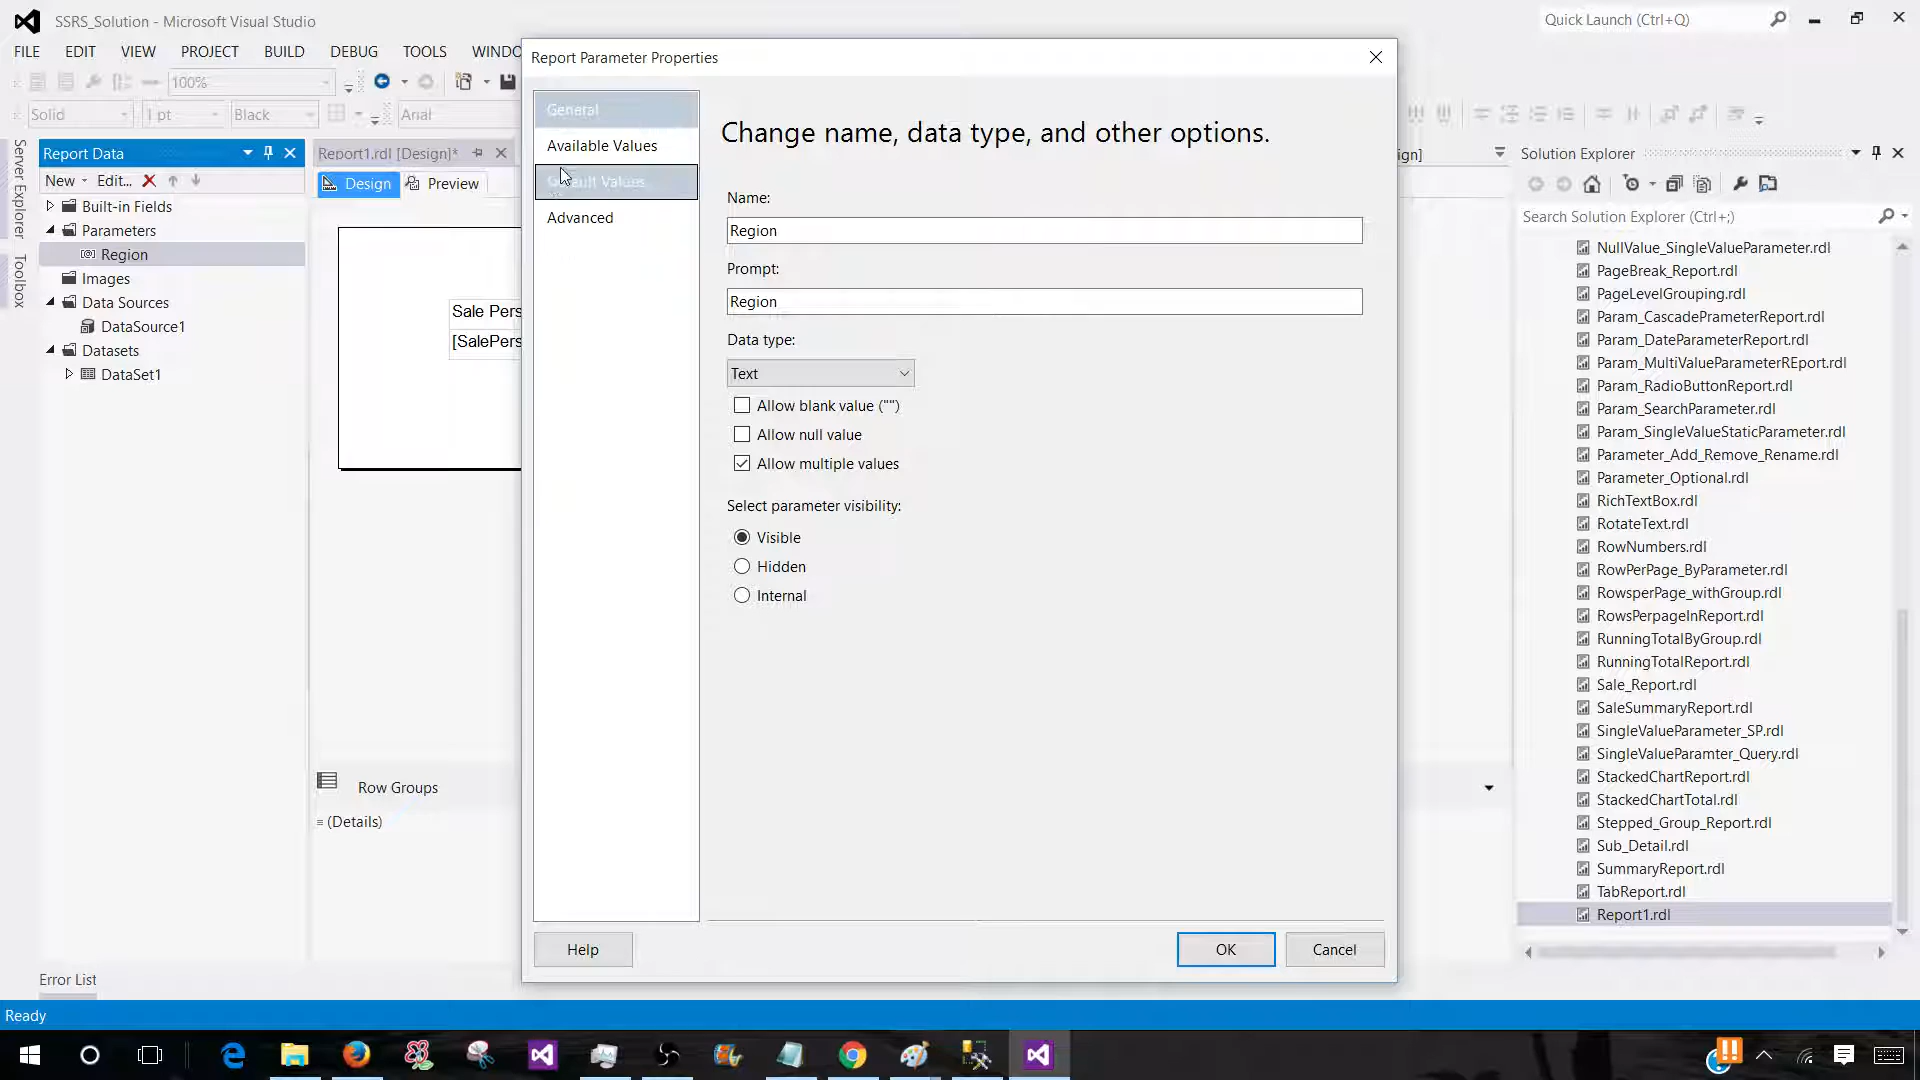 SSRS_Solution - Microsoft Visual Studio
Quick Launch (Ctrl+Q)
FILE EDIT VIEW PROJECT BUILD DEBUG TOOLS WINDO
100%
Solid 1 pt Black Arial
Server Explorer
Toolbox
Report Data
New Edit...
Built-in Fields
Parameters
Region
Images
Data Sources
DataSource1
Datasets
DataSet1
Report1.rdl [Design]*
Design Preview
Sale Pers
[SalePers
Row Groups
(Details)
Report Parameter Properties
General
Available Values
Default Values
Advanced
Change name, data type, and other options.
Name:
Region
Prompt:
Region
Data type:
Text
Allow blank value ("")
Allow null value
Allow multiple values
Select parameter visibility:
Visible
Hidden
Internal
Help
OK
Cancel
ign]
Solution Explorer
Search Solution Explorer (Ctrl+;)
NullValue_SingleValueParameter.rdl
PageBreak_Report.rdl
PageLevelGrouping.rdl
Param_CascadePrameterReport.rdl
Param_DateParameterReport.rdl
Param_MultiValueParameterREport.rdl
Param_RadioButtonReport.rdl
Param_SearchParameter.rdl
Param_SingleValueStaticParameter.rdl
Parameter_Add_Remove_Rename.rdl
Parameter_Optional.rdl
RichTextBox.rdl
RotateText.rdl
RowNumbers.rdl
RowPerPage_ByParameter.rdl
RowsperPage_withGroup.rdl
RowsPerpageInReport.rdl
RunningTotalByGroup.rdl
RunningTotalReport.rdl
Sale_Report.rdl
SaleSummaryReport.rdl
SingleValueParameter_SP.rdl
SingleValueParamter_Query.rdl
StackedChartReport.rdl
StackedChartTotal.rdl
Stepped_Group_Report.rdl
Sub_Detail.rdl
SummaryReport.rdl
TabReport.rdl
Report1.rdl
Error List
Ready